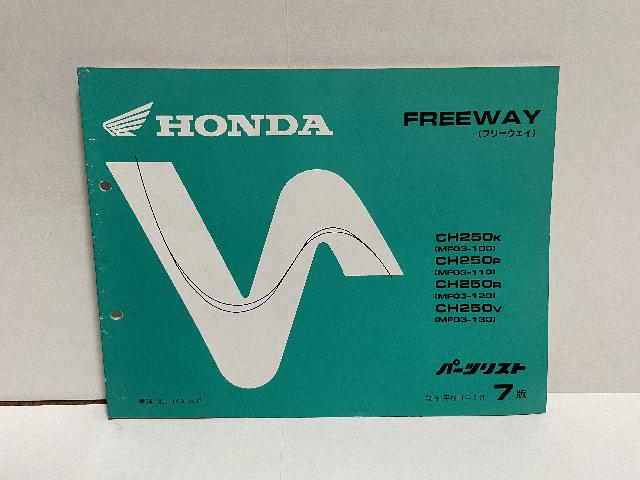 HONDA
FREEWAY
(フリーウェイ)
CH250K
(MF03-100)
CH250P
(MF03-110)
CH250R
(MF03-120)
CH250V
(MF03-130)
パーツリスト
7版